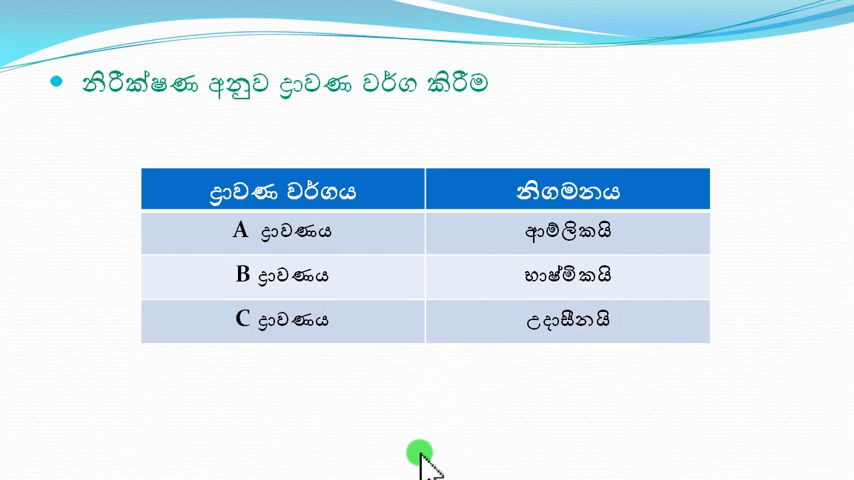 නිරීක්ෂණ අනුව ද්‍රාවණ වර්ග කිරීම
ද්‍රාවණ වර්ගය නිගමනය
A ද්‍රාවණය ආම්ලිකයි
B ද්‍රාවණය භාෂ්මිකයි
C ද්‍රාවණය උදාසීනයි